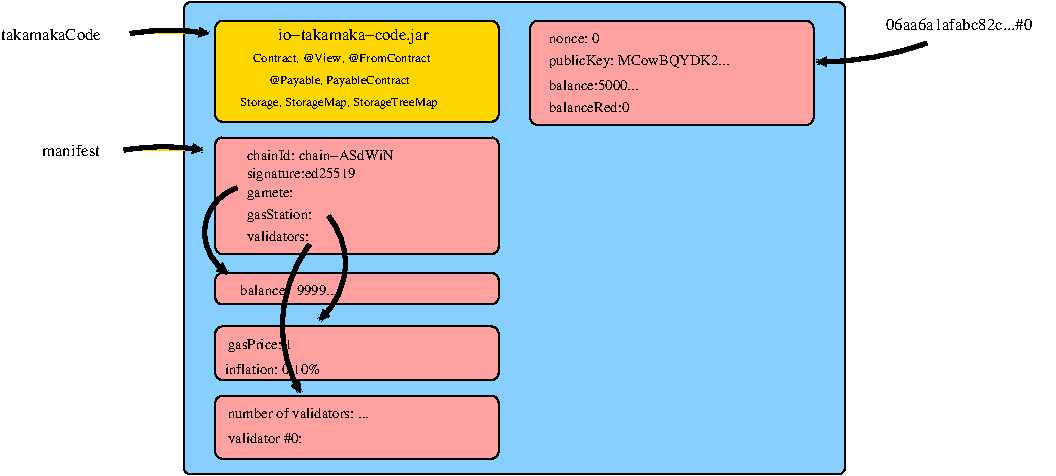 takamakaCode
io-takamaka-code.jar
Contract, @View, @FromContract
@Payable, PayableContract
Storage, StorageMap, StorageTreeMap
manifest
chainId: chain-ASdWiN
signature:ed25519
gamete:
gasStation:
validators:
balance: 9999...
gasPrice: 1
inflation: 0.10%
number of validators: ...
validator #0:
nonce: 0
publicKey: MCowBQYDK2...
balance:5000...
balanceRed:0
06aa6a1afabc82c...#0